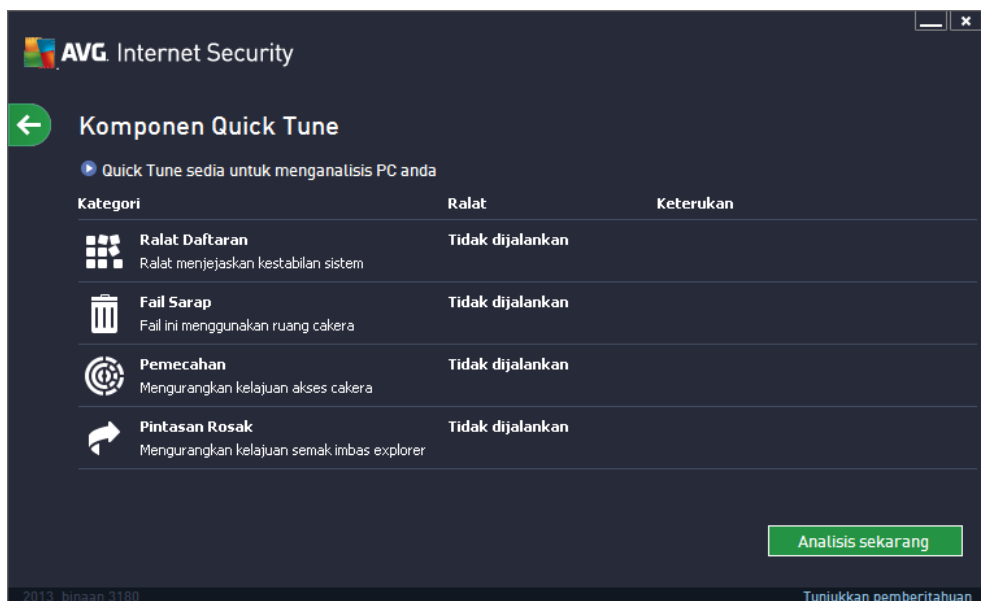 AVG. Internet Security
Komponen Quick Tune
Quick Tune sedia untuk menganalisis PC anda
Kategori Ralat Keterukan
Ralat Daftaran Tidak dijalankan
Ralat menjejaskan kestabilan sistem
Fail Sarap Tidak dijalankan
Fail ini menggunakan ruang cakera
Pemecahan Tidak dijalankan
Mengurangkan kelajuan akses cakera
Pintasan Rosak Tidak dijalankan
Mengurangkan kelajuan semak imbas explorer
Analisis sekarang
2013 binaan 3180 Tunjukkan pemberitahuan